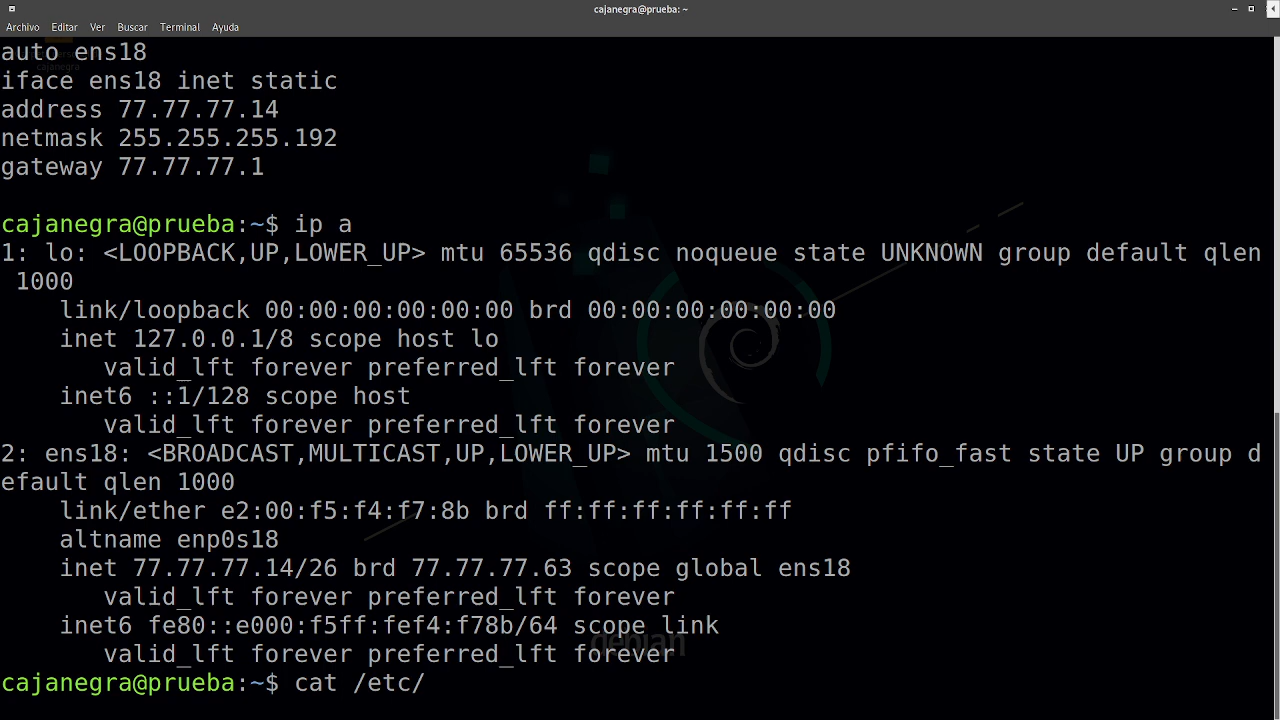 cajanegra@prueba: ~
Archivo Editar Ver Buscar Terminal Ayuda
auto ens18
cajanegra
iface ens18 inet static
address 77.77.77.14
netmask 255.255.255.192
gateway 77.77.77.1
cajanegra@prueba:~$ ip a
1: lo: <LOOPBACK,UP,LOWER_UP> mtu 65536 qdisc noqueue state UNKNOWN group default qlen
 1000
    link/loopback 00:00:00:00:00:00 brd 00:00:00:00:00:00
    inet 127.0.0.1/8 scope host lo
       valid_lft forever preferred_lft forever
    inet6 ::1/128 scope host
       valid_lft forever preferred_lft forever
2: ens18: <BROADCAST,MULTICAST,UP,LOWER_UP> mtu 1500 qdisc pfifo_fast state UP group d
efault qlen 1000
    link/ether e2:00:f5:f4:f7:8b brd ff:ff:ff:ff:ff:ff
    altname enp0s18
    inet 77.77.77.14/26 brd 77.77.77.63 scope global ens18
       valid_lft forever preferred_lft forever
    inet6 fe80::e000:f5ff:fef4:f78b/64 scope link
debian
       valid_lft forever preferred_lft forever
cajanegra@prueba:~$ cat /etc/